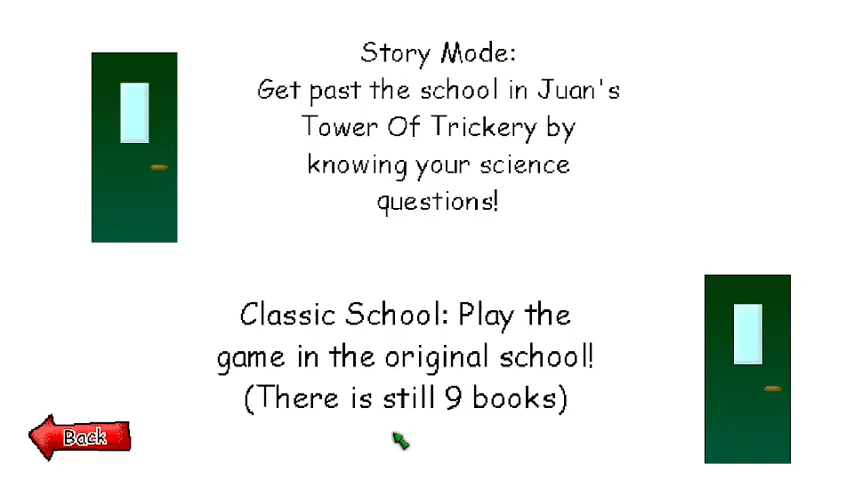 Story Mode:
Get past the school in Juan's
Tower Of Trickery by
knowing your science
questions!
Classic School: Play the
game in the original school!
(There is still 9 books)
Back